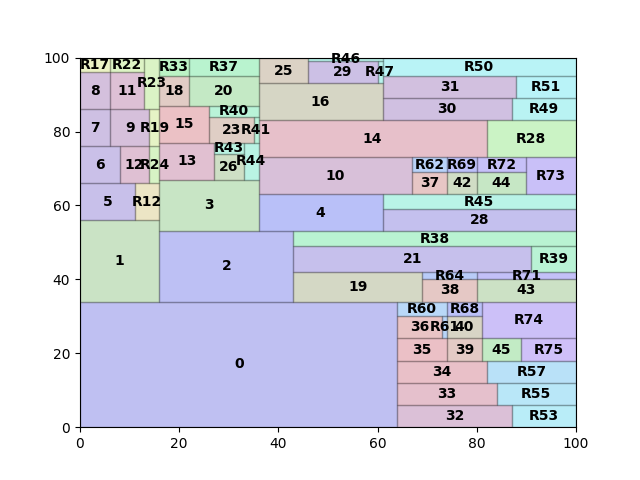 R46
100
R17 R22 R33 R37 25 29 R47 R50
8 11 R23 18 20 31 R51
16 30 R49
R40
80
7 9 R19 15 23 R41 14 R28
R43
6 12 R24 13 26 R44 R62 R69 R72
10 37 42 44 R73
60
5 R12 3 4 R45
28
R38
1 2 21 R39
40
R64 R71
19 38 43
R60 R68
36 R61 40 R74
20
0 35 39 45 R75
34 R57
33 R55
32 R53
0
0 20 40 60 80 100